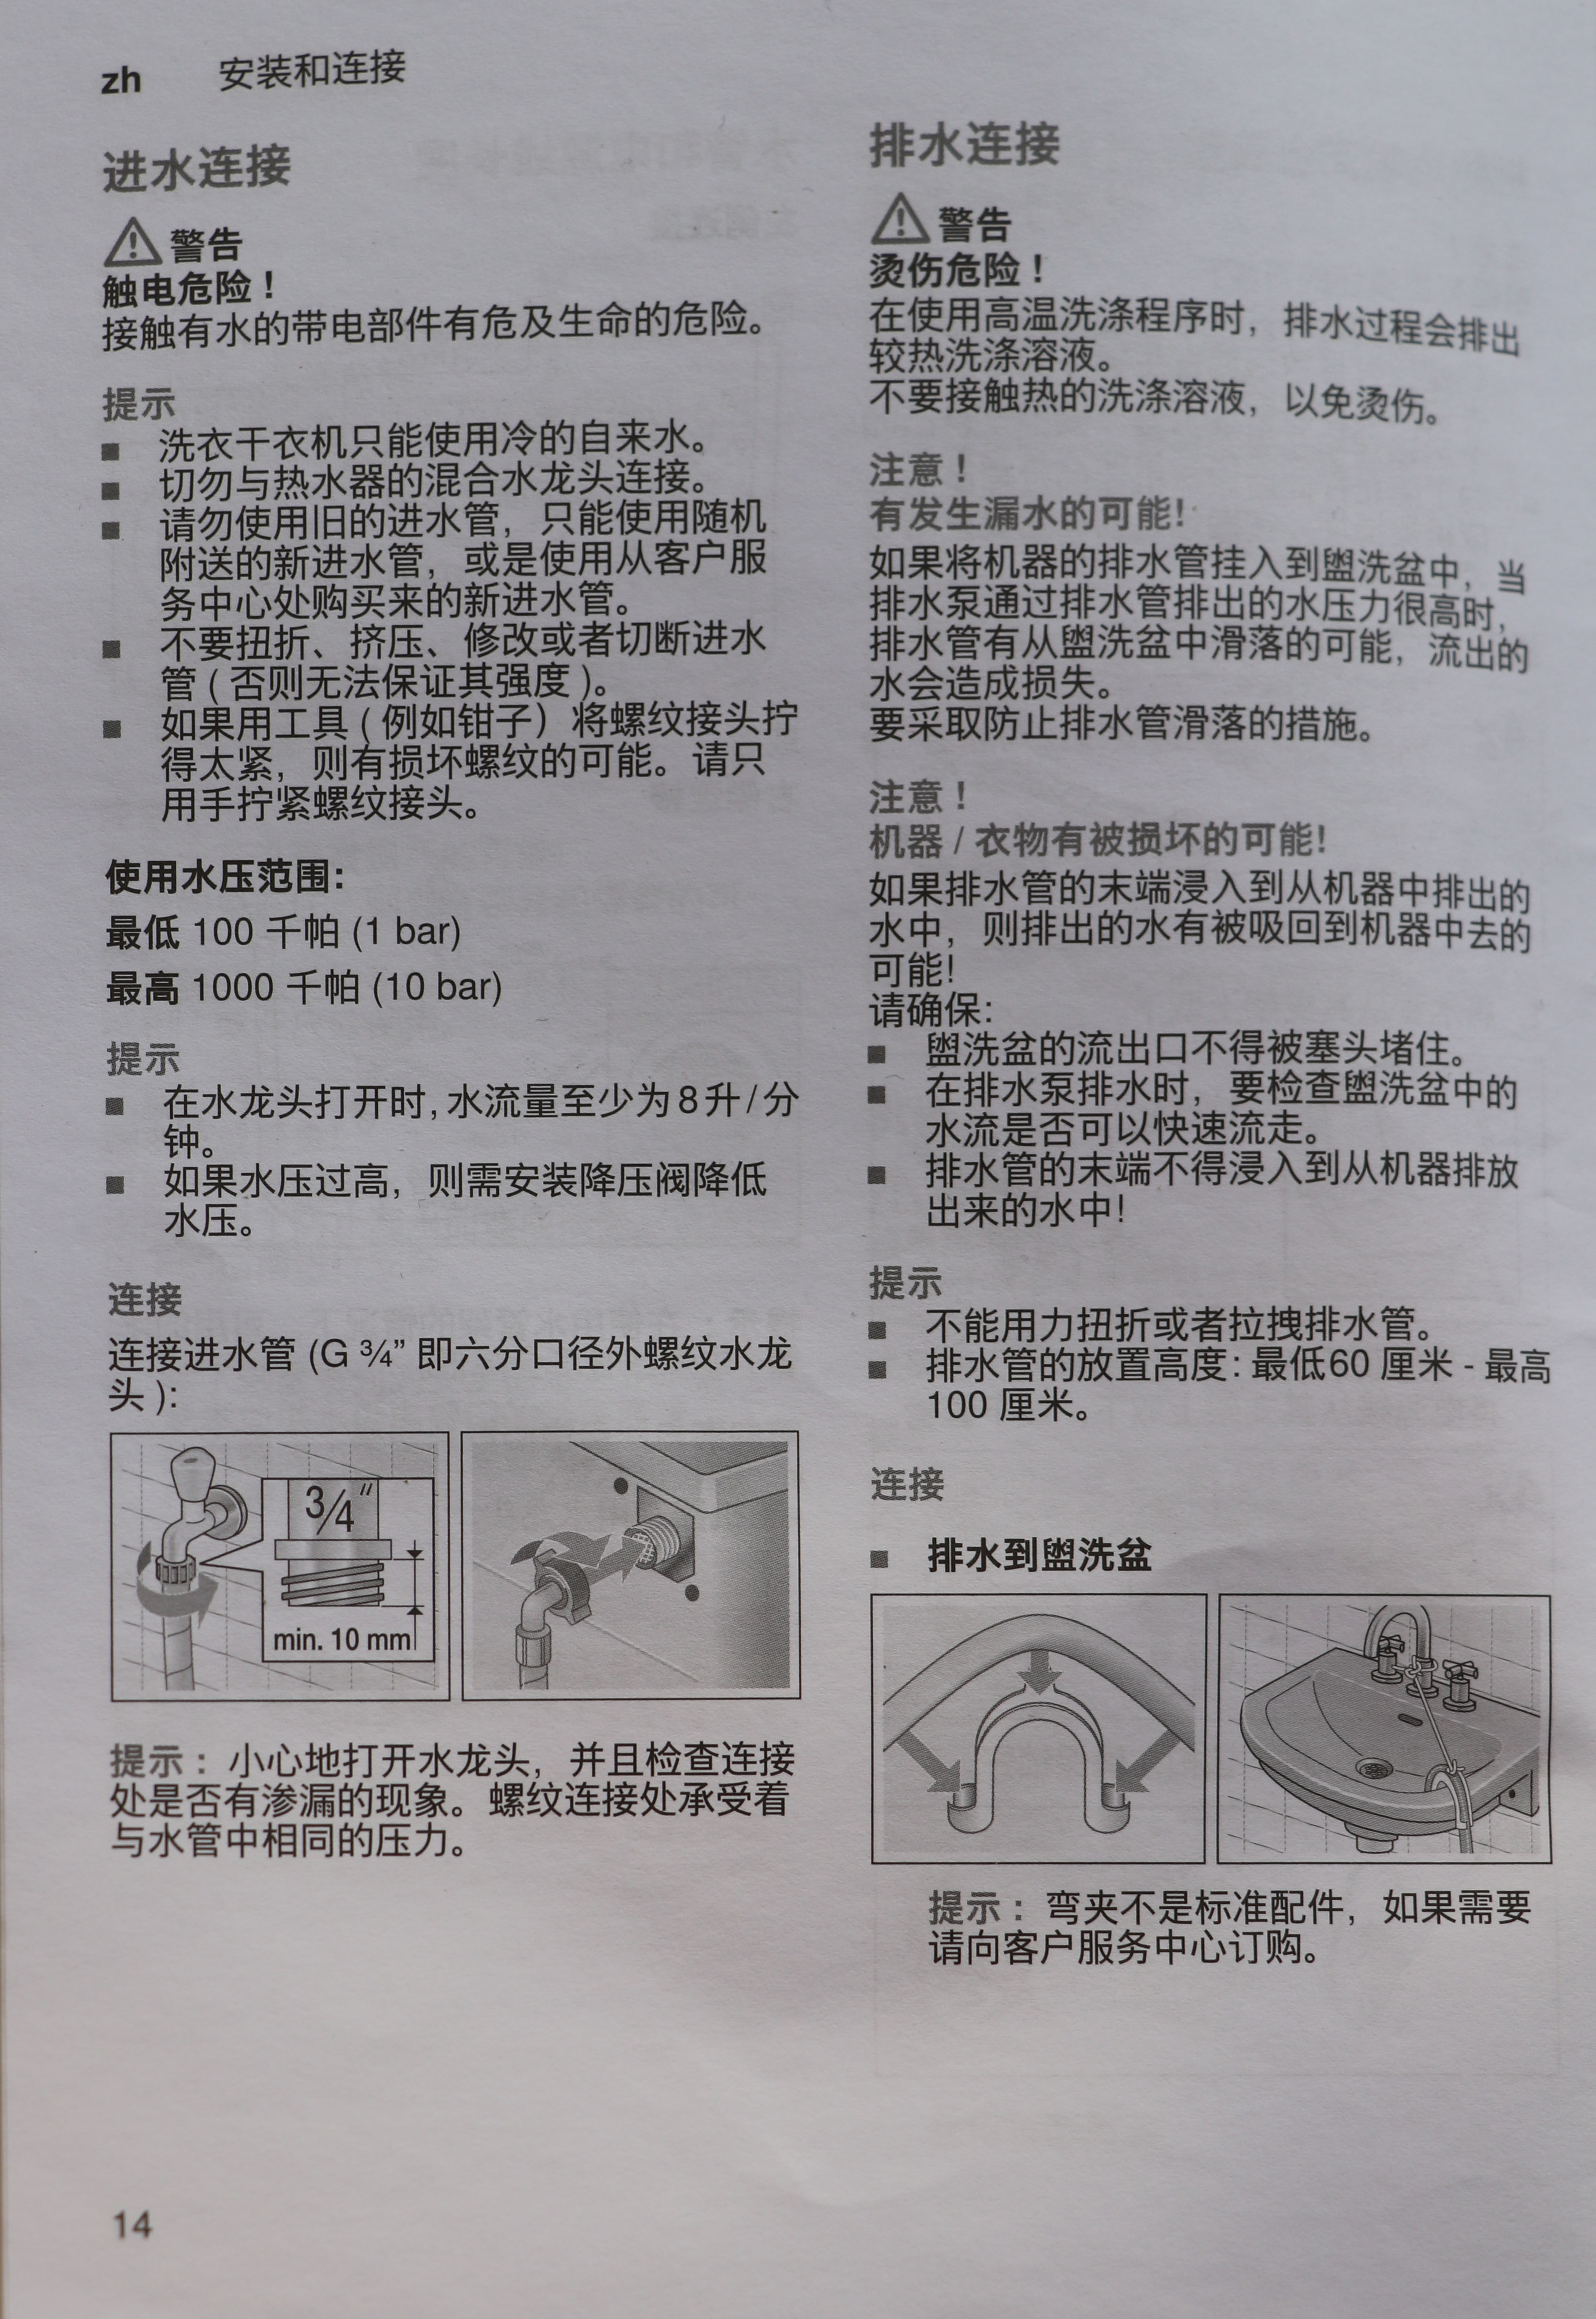 zh 安装和连接
进水连接
警告
触电危险！
接触有水的带电部件有危及生命的危险。
提示
■ 洗衣干衣机只能使用冷的自来水。
■ 切勿与热水器的混合水龙头连接。
■ 请勿使用旧的进水管，只能使用随机
附送的新进水管，或是使用从客户服
务中心处购买来的新进水管。
■ 不要扭折、挤压、修改或者切断进水
管 ( 否则无法保证其强度 )。
■ 如果用工具 ( 例如钳子）将螺纹接头拧
得太紧，则有损坏螺纹的可能。请只
用手拧紧螺纹接头。
使用水压范围:
最低 100 千帕 (1 bar)
最高 1000 千帕 (10 bar)
提示
■ 在水龙头打开时, 水流量至少为 8 升 / 分
钟。
■ 如果水压过高，则需安装降压阀降低
水压。
连接
连接进水管 (G ¾” 即六分口径外螺纹水龙
头 ):
3/4"
min. 10 mm
提示： 小心地打开水龙头，并且检查连接
处是否有渗漏的现象。螺纹连接处承受着
与水管中相同的压力。
排水连接
警告
烫伤危险！
在使用高温洗涤程序时，排水过程会排出
较热洗涤溶液。
不要接触热的洗涤溶液，以免烫伤。
注意！
有发生漏水的可能!
如果将机器的排水管挂入到盥洗盆中，当
排水泵通过排水管排出的水压力很高时，
排水管有从盥洗盆中滑落的可能，流出的
水会造成损失。
要采取防止排水管滑落的措施。
注意！
机器 / 衣物有被损坏的可能!
如果排水管的末端浸入到从机器中排出的
水中，则排出的水有被吸回到机器中去的
可能!
请确保:
■ 盥洗盆的流出口不得被塞头堵住。
■ 在排水泵排水时，要检查盥洗盆中的
水流是否可以快速流走。
■ 排水管的末端不得浸入到从机器排放
出来的水中!
提示
■ 不能用力扭折或者拉拽排水管。
■ 排水管的放置高度: 最低60 厘米 - 最高
100 厘米。
连接
■ 排水到盥洗盆
提示： 弯夹不是标准配件，如果需要
请向客户服务中心订购。
14